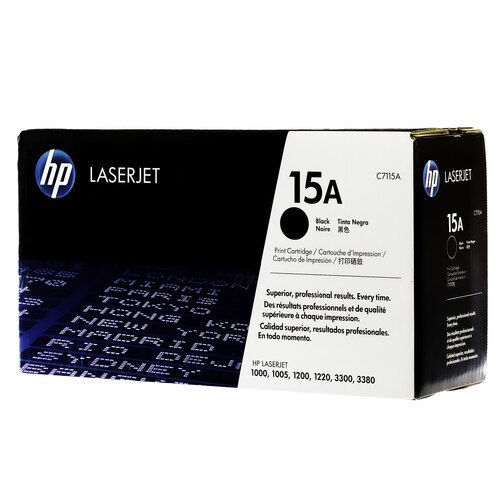 hp
LASERJET
15A
C7115A
Black Tinta Negra
Noire 黑色
Print Cartridge / Cartouche d'Impression /
Cartucho de Impresión / 打印硒鼓
Superior, professional results. Every time.
Des résultats professionnels et de qualité
supérieure à chaque impression.
Calidad superior, resultados profesionales.
En todo momento.
HP LASERJET
1000, 1005, 1200, 1220, 3300, 3380
hp
15A